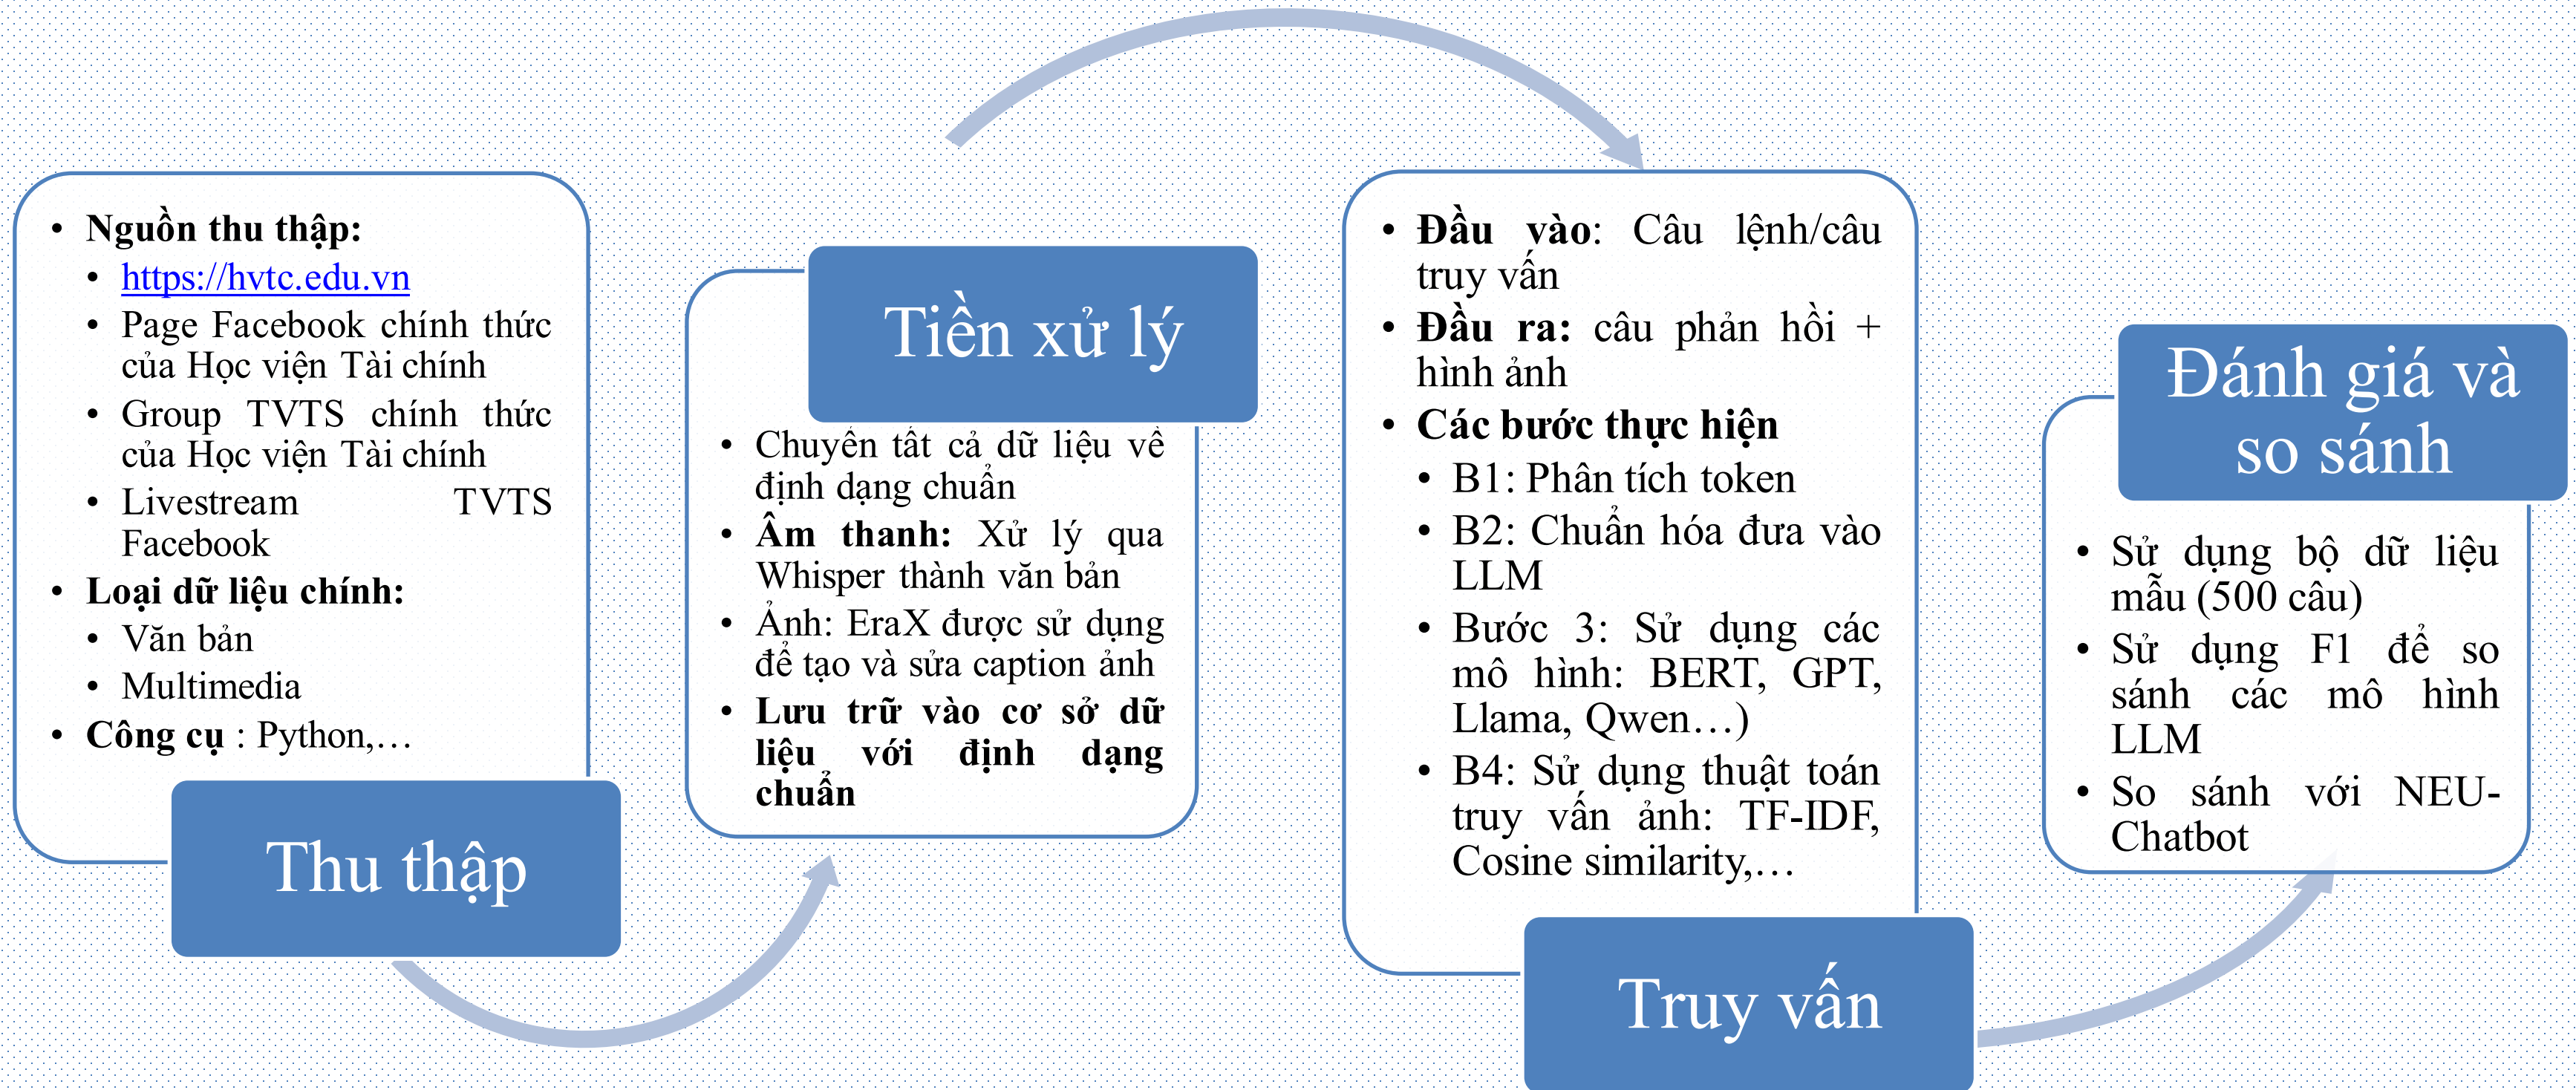 • Nguồn thu thập:
• https://hvtc.edu.vn
• Page Facebook chính thức
của Học viện Tài chính
• Group TVTS chính thức
của Học viện Tài chính
• Livestream TVTS
Facebook
• Loại dữ liệu chính:
• Văn bản
• Multimedia
• Công cụ : Python,…
Thu thập
Tiền xử lý
• Chuyển tất cả dữ liệu về
định dạng chuẩn
• Âm thanh: Xử lý qua
Whisper thành văn bản
• Ảnh: EraX được sử dụng
để tạo và sửa caption ảnh
• Lưu trữ vào cơ sở dữ
liệu với định dạng
chuẩn
• Đầu vào: Câu lệnh/câu
truy vấn
• Đầu ra: câu phản hồi +
hình ảnh
• Các bước thực hiện
• B1: Phân tích token
• B2: Chuẩn hóa đưa vào
LLM
• Bước 3: Sử dụng các
mô hình: BERT, GPT,
Llama, Qwen…)
• B4: Sử dụng thuật toán
truy vấn ảnh: TF-IDF,
Cosine similarity,…
Truy vấn
Đánh giá và
so sánh
• Sử dụng bộ dữ liệu
mẫu (500 câu)
• Sử dụng F1 để so
sánh các mô hình
LLM
• So sánh với NEU-
Chatbot